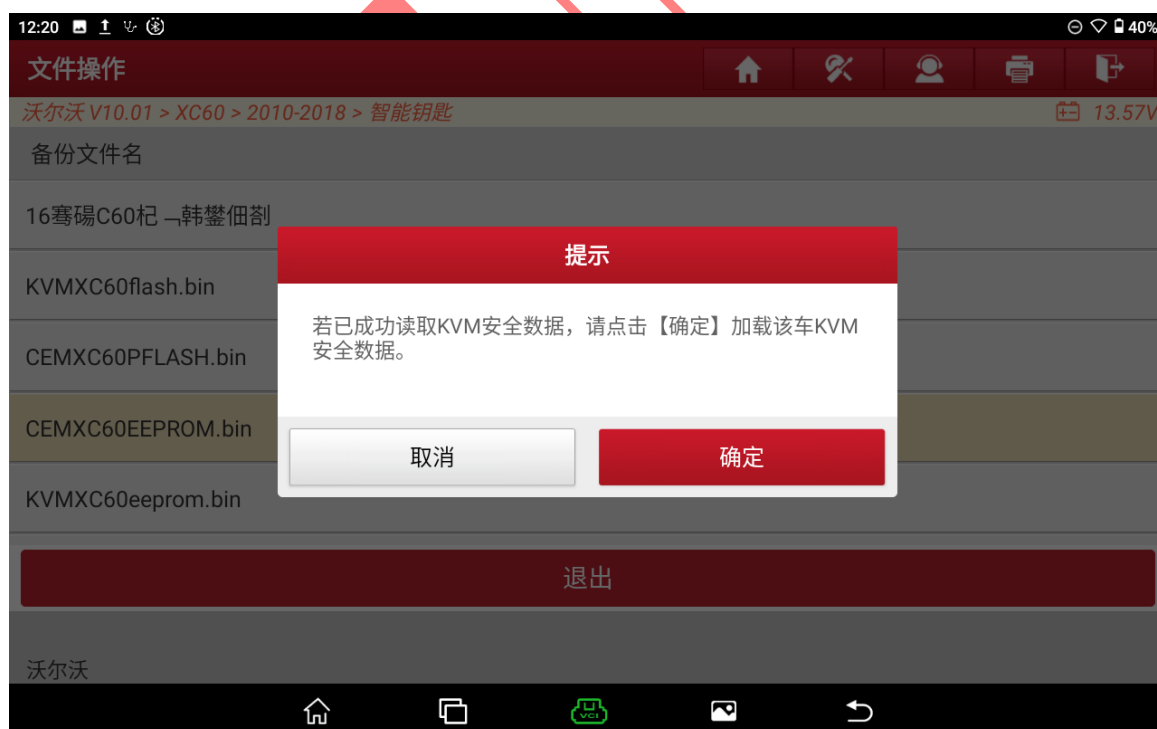 12:20
40%
文件操作
沃尔沃 V10.01 > XC60 > 2010-2018 > 智能钥匙
13.57V
备份文件名
16骞碭C60杞﹁韩鐢佃剳
KVMXC60flash.bin
CEMXC60PFLASH.bin
CEMXC60EEPROM.bin
KVMXC60eeprom.bin
提示
若已成功读取KVM安全数据，请点击【确定】加载该车KVM
安全数据。
取消
确定
退出
沃尔沃
VCI